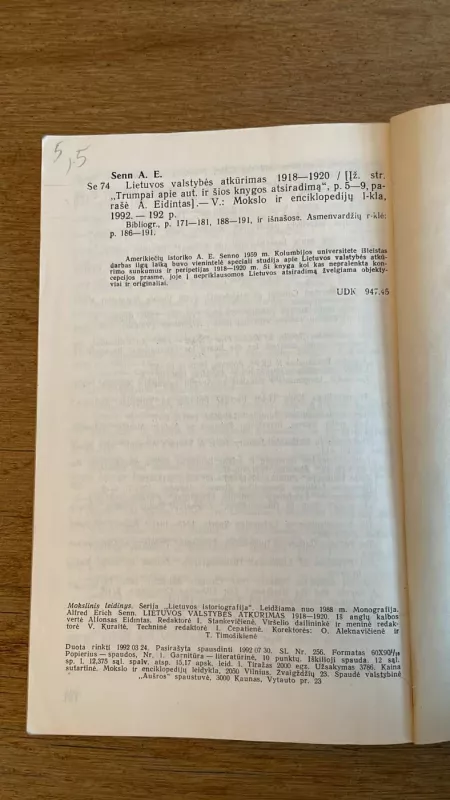 5,5
Senn A. E.
Se 74 Lietuvos valstybės atkūrimas 1918—1920 / [Įž. str.
„Trumpai apie aut. ir šios knygos atsiradimą“, p. 5—9, pa-
rašė A. Eidintas].— V.: Mokslo ir enciklopedijų l-kla,
1992.— 192 p.
Bibliogr., p. 171—181, 188—191, ir išnašose. Asmenvardžių r-klė:
p. 186—191.
Amerikiečių istoriko A. E. Senno 1959 m. Kolumbijos universitete išleistas
darbas ilgą laiką buvo vienintelė speciali studija apie Lietuvos valstybės atkū-
rimo sunkumus ir peripetijas 1918—1920 m. Ši knyga kol kas nepralenkta kon-
cepcijos prasme, joje į nepriklausomos Lietuvos atsiradimą žvelgiama objekty-
viai ir originaliai.
UDK 947.45
Mokslinis leidinys. Serija „Lietuvos istoriografija“. Leidžiama nuo 1988 m. Monografija.
Alfred Erich Senn. LIETUVOS VALSTYBĖS ATKŪRIMAS 1918—1920. Iš anglų kalbos
vertė Alfonsas Eidintas. Redaktorė I. Stankevičienė. Viršelio dailininkė ir meninė redak-
torė V. Kuraitė. Techninė redaktorė I. Čepatienė. Korektorės: O. Aleknavičienė ir
T. Timoškienė
Duota rinkti 1992 03 24. Pasirašyta spausdinti 1992 07 30. SL Nr. 256. Formatas 60X90¹/₁₆
Popierius — spaudos, Nr. 1. Garnitūra — literatūrinė, 10 punktų. Iškilioji spauda. 12 sąl.
sp. l. 12,375 sąl. spalv. atsp. 15,17 apsk. leid. l. Tiražas 2000 egz. Užsakymas 3786. Kaina
sutartinė. Mokslo ir enciklopedijų leidykla, 2050 Vilnius, Žvaigždžių 23. Spaudė valstybinė
„Aušros“ spaustuvė, 3000 Kaunas, Vytauto pr. 23